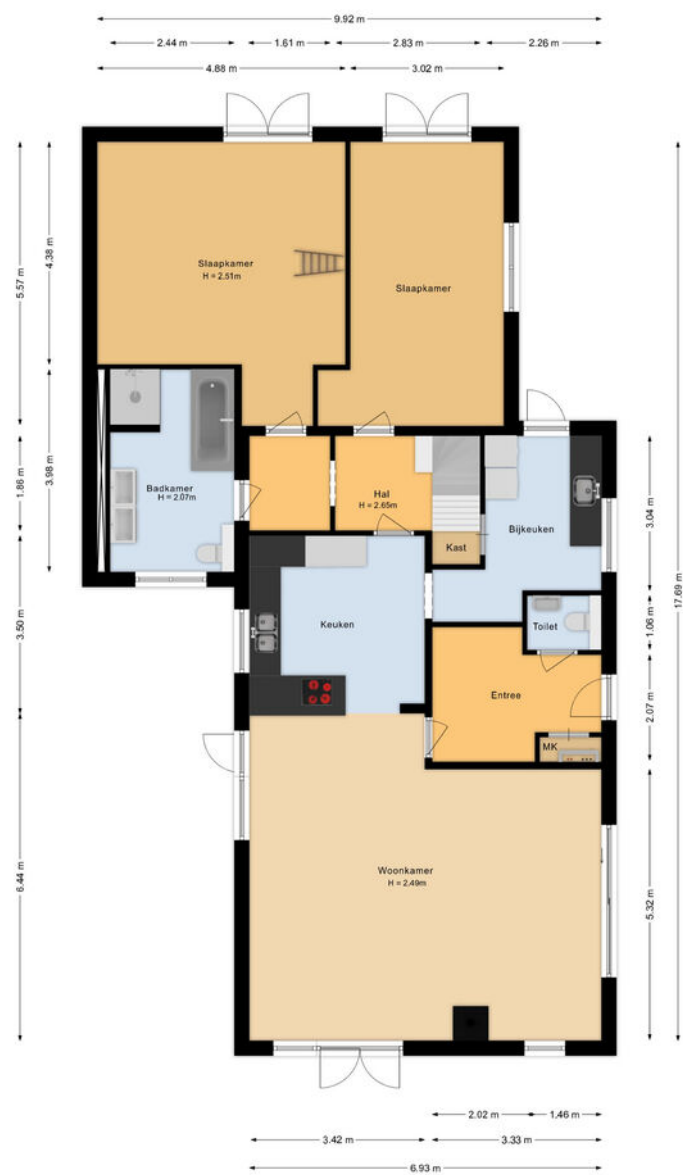 9.92 m
2.44 m
1.61 m
2.83 m
2.26 m
4.88 m
3.02 m
5.57 m
4.38 m
17.69 m
Slaapkamer
H = 2.51m
Slaapkamer
3.98 m
1.86 m
Badkamer
H = 2.07m
Hal
H = 2.65m
Bijkeuken
3.04 m
Kast
3.50 m
Keuken
Toilet
1.06 m
Entree
2.07 m
MK
6.44 m
Woonkamer
H = 2.49m
5.32 m
2.02 m
1.46 m
3.42 m
3.33 m
6.93 m